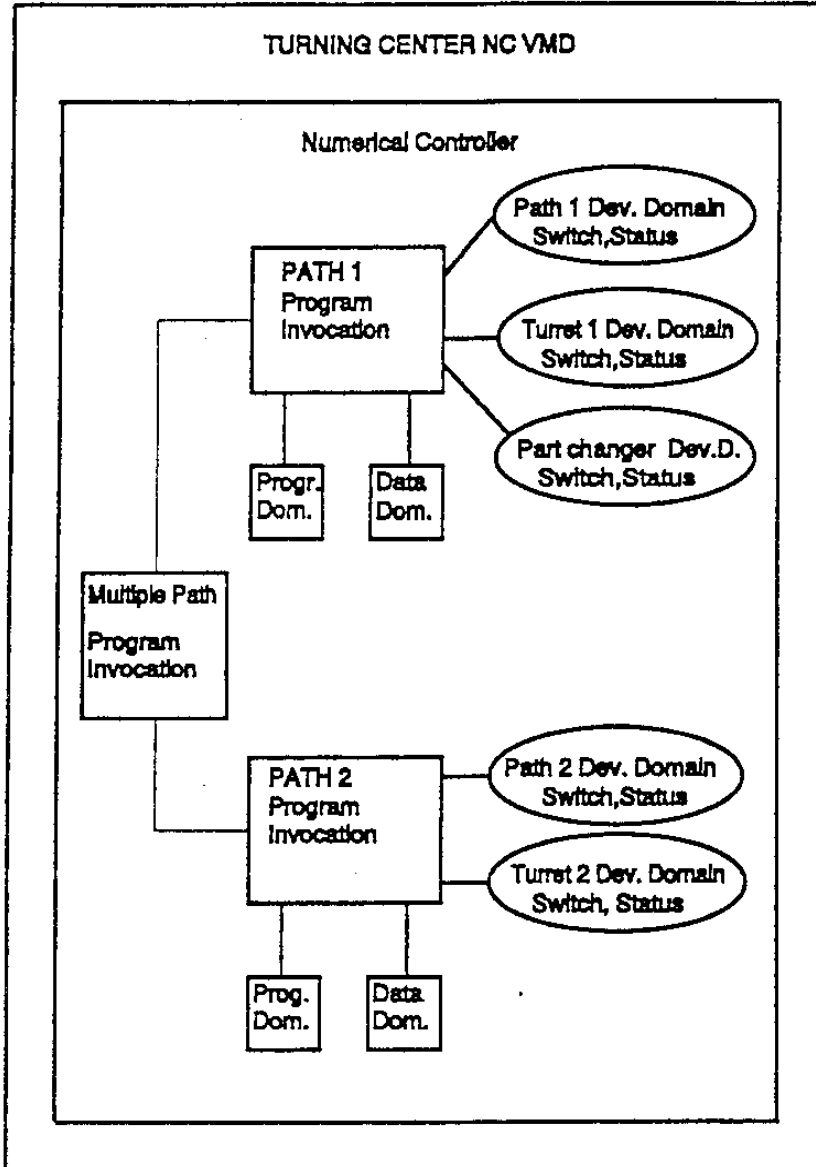 TURNING CENTER NC VMD
Numerical Controller
Path 1 Dev. Domain
Switch,Status
PATH 1
Program
Invocation
Turret 1 Dev. Domain
Switch,Status
Part changer Dev.D.
Switch,Status
Progr.
Dom.
Data
Dom.
Multiple Path
Program
Invocation
PATH 2
Program
Invocation
Path 2 Dev. Domain
Switch,Status
Turret 2 Dev. Domain
Switch, Status
Prog.
Dom.
Data
Dom.